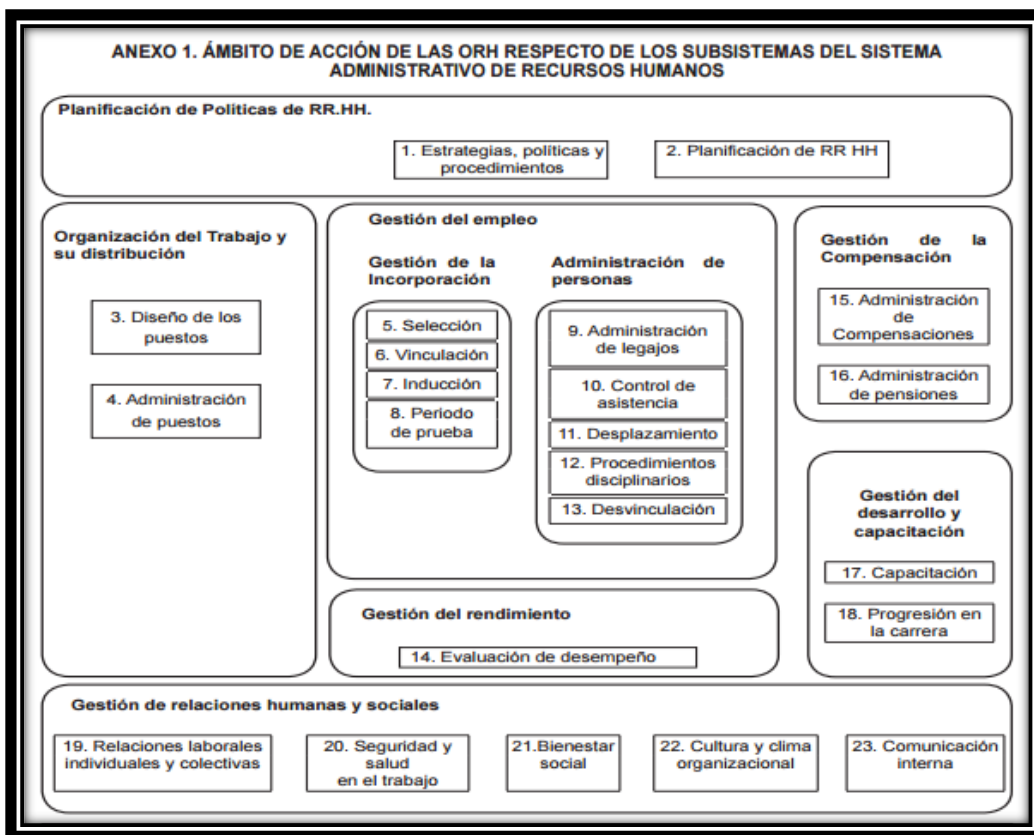 ANEXO 1. ÁMBITO DE ACCIÓN DE LAS ORH RESPECTO DE LOS SUBSISTEMAS DEL SISTEMA
ADMINISTRATIVO DE RECURSOS HUMANOS
Planificación de Políticas de RR.HH.
1. Estrategias, políticas y
procedimientos
2. Planificación de RR HH
Organización del Trabajo y
su distribución
3. Diseño de los
puestos
4. Administración
de puestos
Gestión del empleo
Gestión de la
Incorporación
5. Selección
6. Vinculación
7. Inducción
8. Periodo
de prueba
Administración de
personas
9. Administración
de legajos
10. Control de
asistencia
11. Desplazamiento
12. Procedimientos
disciplinarios
13. Desvinculación
Gestión del rendimiento
14. Evaluación de desempeño
Gestión de la
Compensación
15. Administración
de
Compensaciones
16. Administración
de pensiones
Gestión del
desarrollo y
capacitación
17. Capacitación
18. Progresión en
la carrera
Gestión de relaciones humanas y sociales
19. Relaciones laborales
individuales y colectivas
20. Seguridad y
salud
en el trabajo
21.Bienestar
social
22. Cultura y clima
organizacional
23. Comunicación
interna